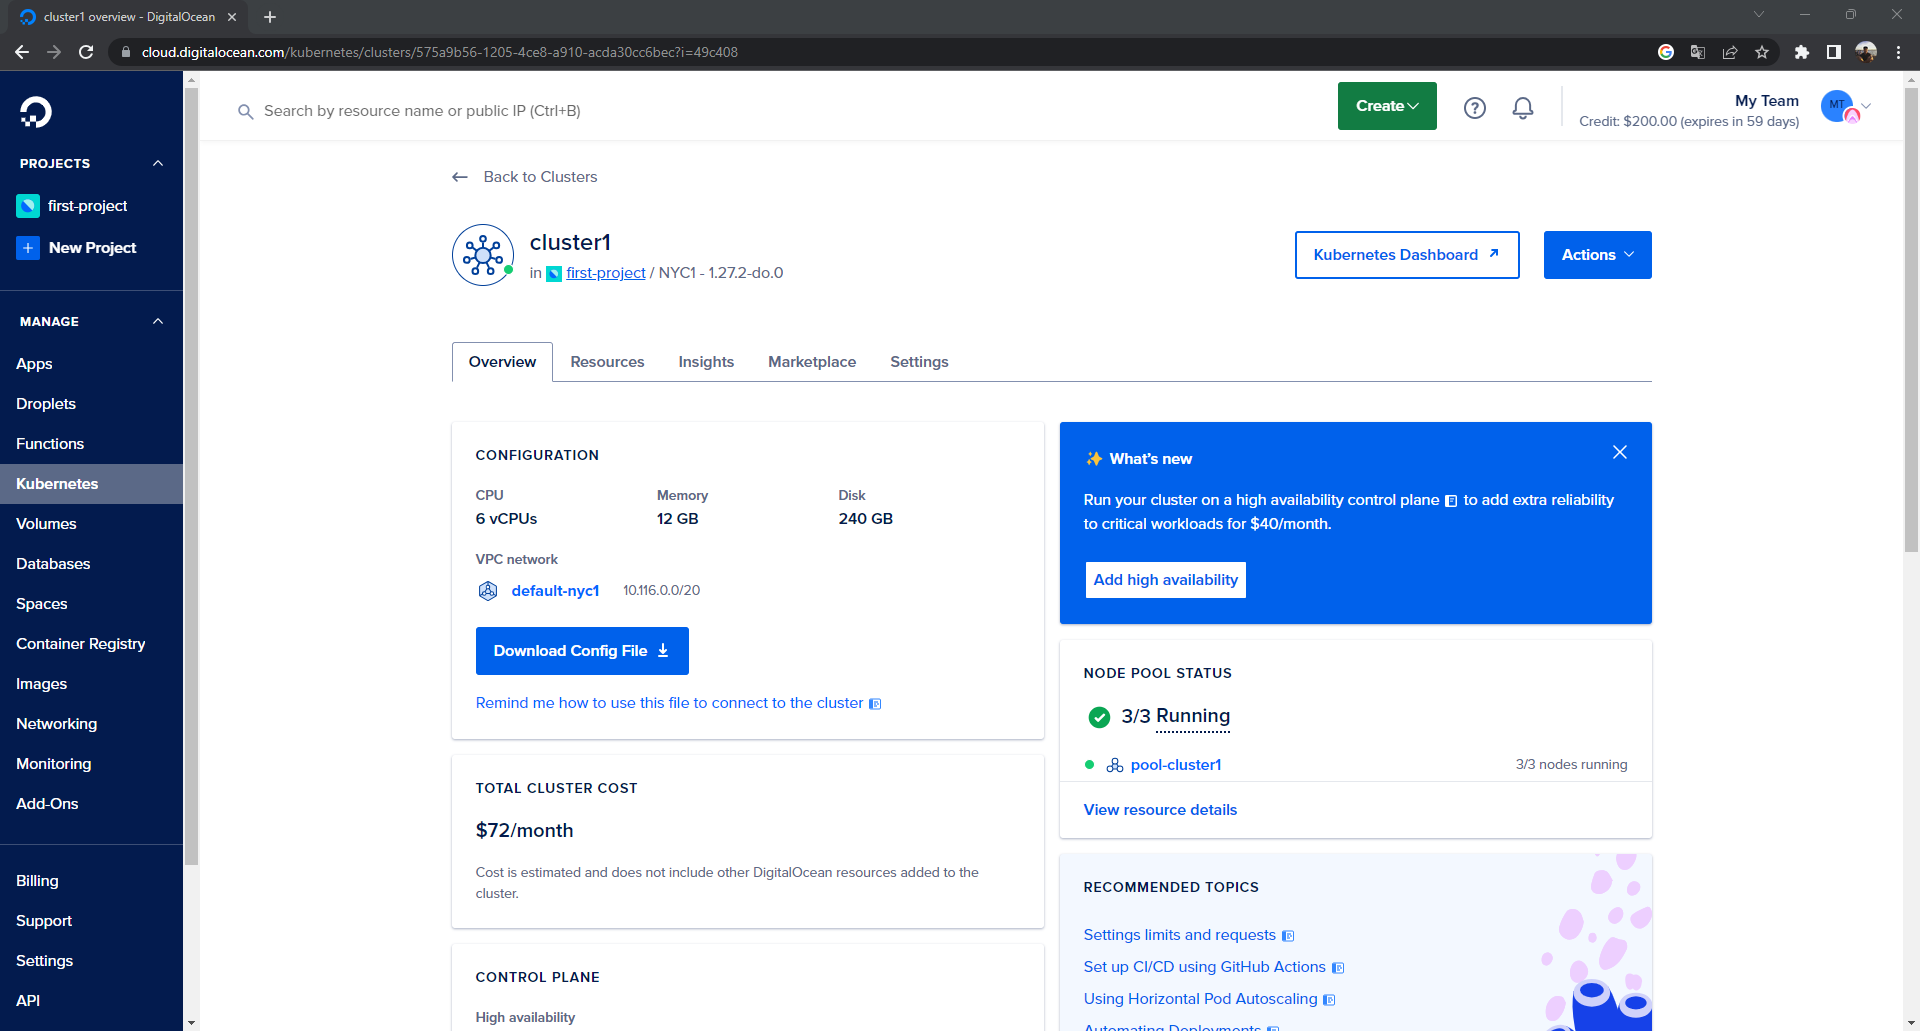 cluster1 overview - DigitalOcean
cloud.digitalocean.com/kubernetes/clusters/575a9b56-1205-4ce8-a910-acda30cc6bec?i=49c408
Search by resource name or public IP (Ctrl+B)
Create
My Team
Credit: $200.00 (expires in 59 days)
MT
PROJECTS
first-project
New Project
MANAGE
Apps
Droplets
Functions
Kubernetes
Volumes
Databases
Spaces
Container Registry
Images
Networking
Monitoring
Add-Ons
Billing
Support
Settings
API
Back to Clusters
cluster1
in first-project / NYC1 - 1.27.2-do.0
Kubernetes Dashboard
Actions
Overview
Resources
Insights
Marketplace
Settings
CONFIGURATION
CPU
6 vCPUs
Memory
12 GB
Disk
240 GB
VPC network
default-nyc1
10.116.0.0/20
Download Config File
Remind me how to use this file to connect to the cluster
TOTAL CLUSTER COST
$72/month
Cost is estimated and does not include other DigitalOcean resources added to the
cluster.
CONTROL PLANE
High availability
✨ What's new
Run your cluster on a high availability control plane to add extra reliability
to critical workloads for $40/month.
Add high availability
NODE POOL STATUS
3/3 Running
pool-cluster1
3/3 nodes running
View resource details
RECOMMENDED TOPICS
Settings limits and requests
Set up CI/CD using GitHub Actions
Using Horizontal Pod Autoscaling
Automating Deployments